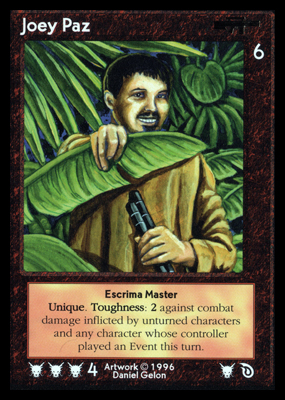 Joey Paz
6
Escrima Master
Unique. Toughness: 2 against combat
damage inflicted by unturned characters
and any character whose controller
played an Event this turn.
4
Artwork © 1996
Daniel Gelon